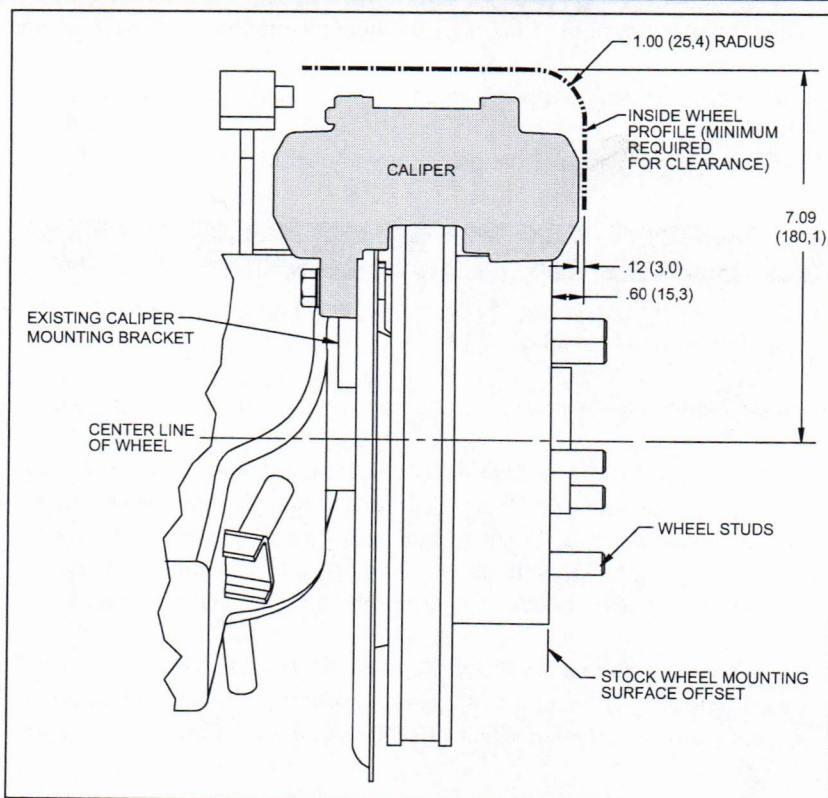 1.00 (25,4) RADIUS
INSIDE WHEEL
PROFILE (MINIMUM
REQUIRED
FOR CLEARANCE)
CALIPER
7.09
(180,1)
.12 (3,0)
.60 (15,3)
EXISTING CALIPER
MOUNTING BRACKET
CENTER LINE
OF WHEEL
WHEEL STUDS
STOCK WHEEL MOUNTING
SURFACE OFFSET